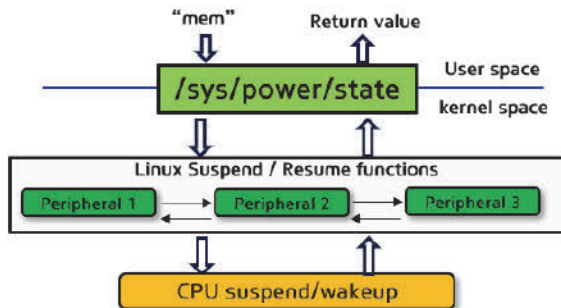 “mem”
Return value
/sys/power/state
User space
kernel space
Linux Suspend / Resume functions
Peripheral 1
Peripheral 2
Peripheral 3
CPU suspend/wakeup